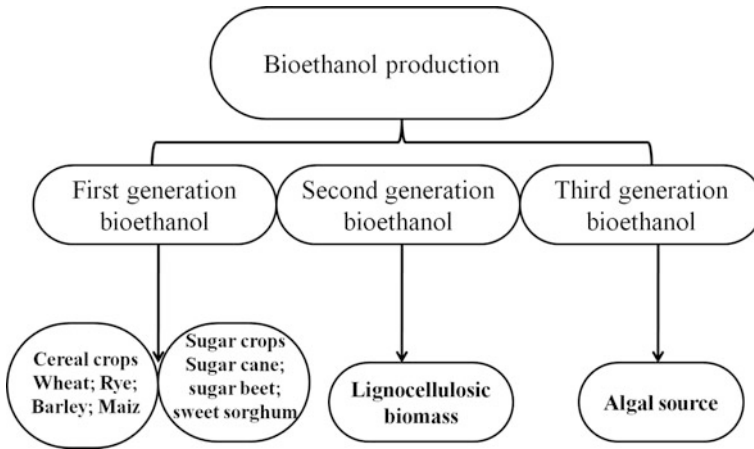 Bioethanol production
First generation
bioethanol
Second generation
bioethanol
Third generation
bioethanol
Cereal crops
Wheat; Rye;
Barley; Maiz
Sugar crops
Sugar cane;
sugar beet;
sweet sorghum
Lignocellulosic
biomass
Algal source